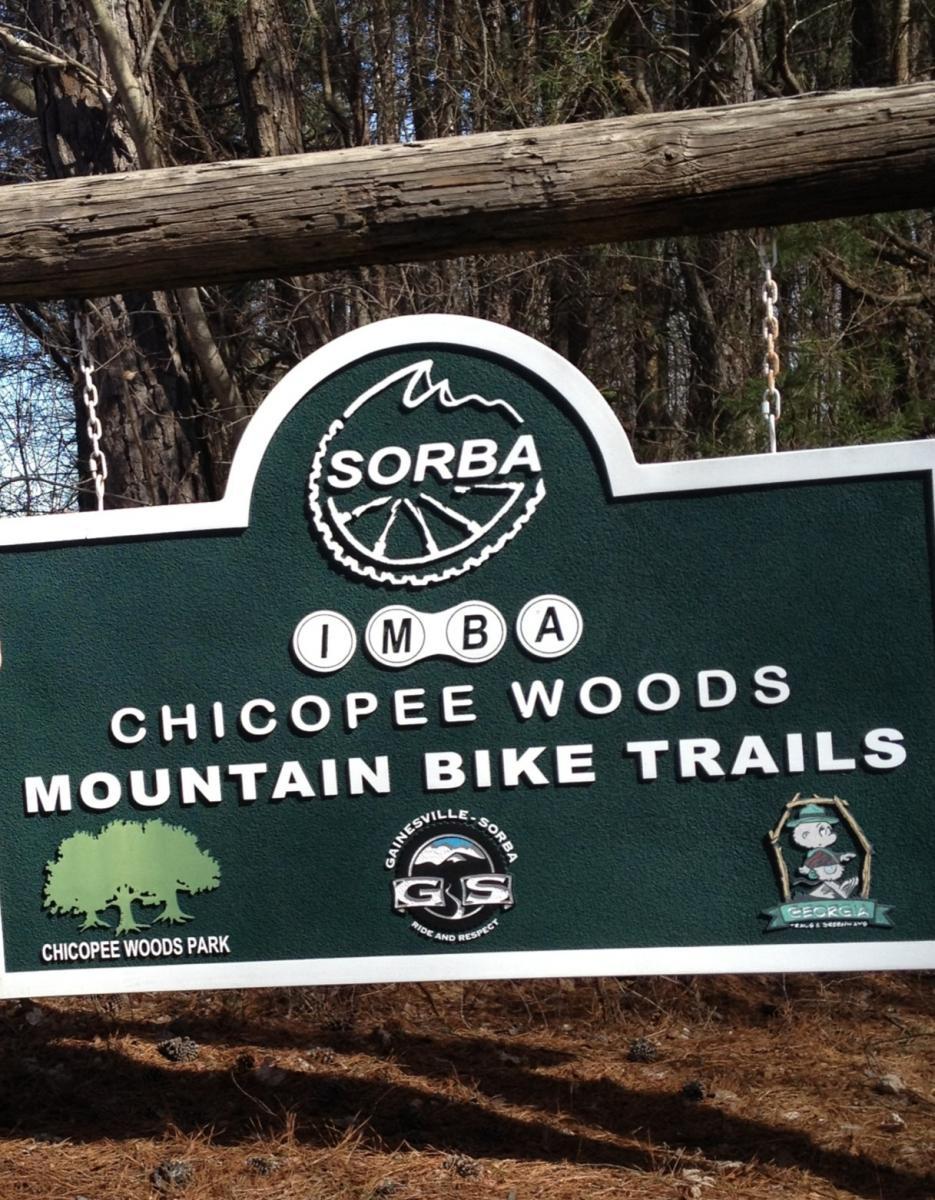 SORBA
IMBA
CHICOPEE WOODS
MOUNTAIN BIKE TRAILS
CHICOPEE WOODS PARK
GAINESVILLE - SORBA
GS
RIDE AND RESPECT
GEORGIA